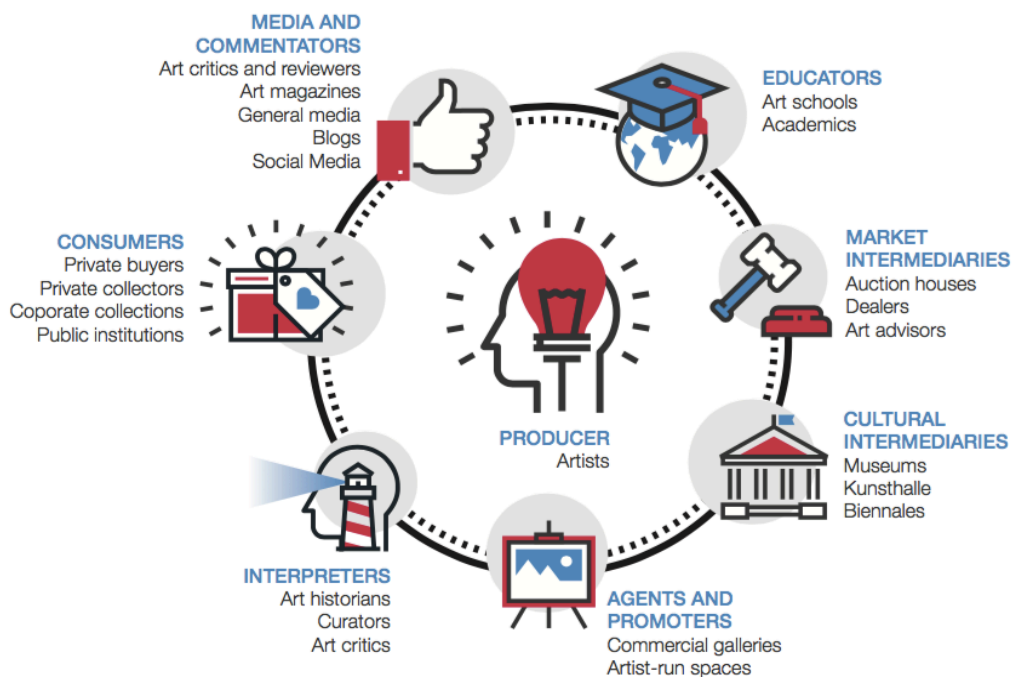 MEDIA AND
COMMENTATORS
Art critics and reviewers
Art magazines
General media
Blogs
Social Media
EDUCATORS
Art schools
Academics
MARKET
INTERMEDIARIES
Auction houses
Dealers
Art advisors
CULTURAL
INTERMEDIARIES
Museums
Kunsthalle
Biennales
AGENTS AND
PROMOTERS
Commercial galleries
Artist-run spaces
INTERPRETERS
Art historians
Curators
Art critics
CONSUMERS
Private buyers
Private collectors
Coporate collections
Public institutions
PRODUCER
Artists